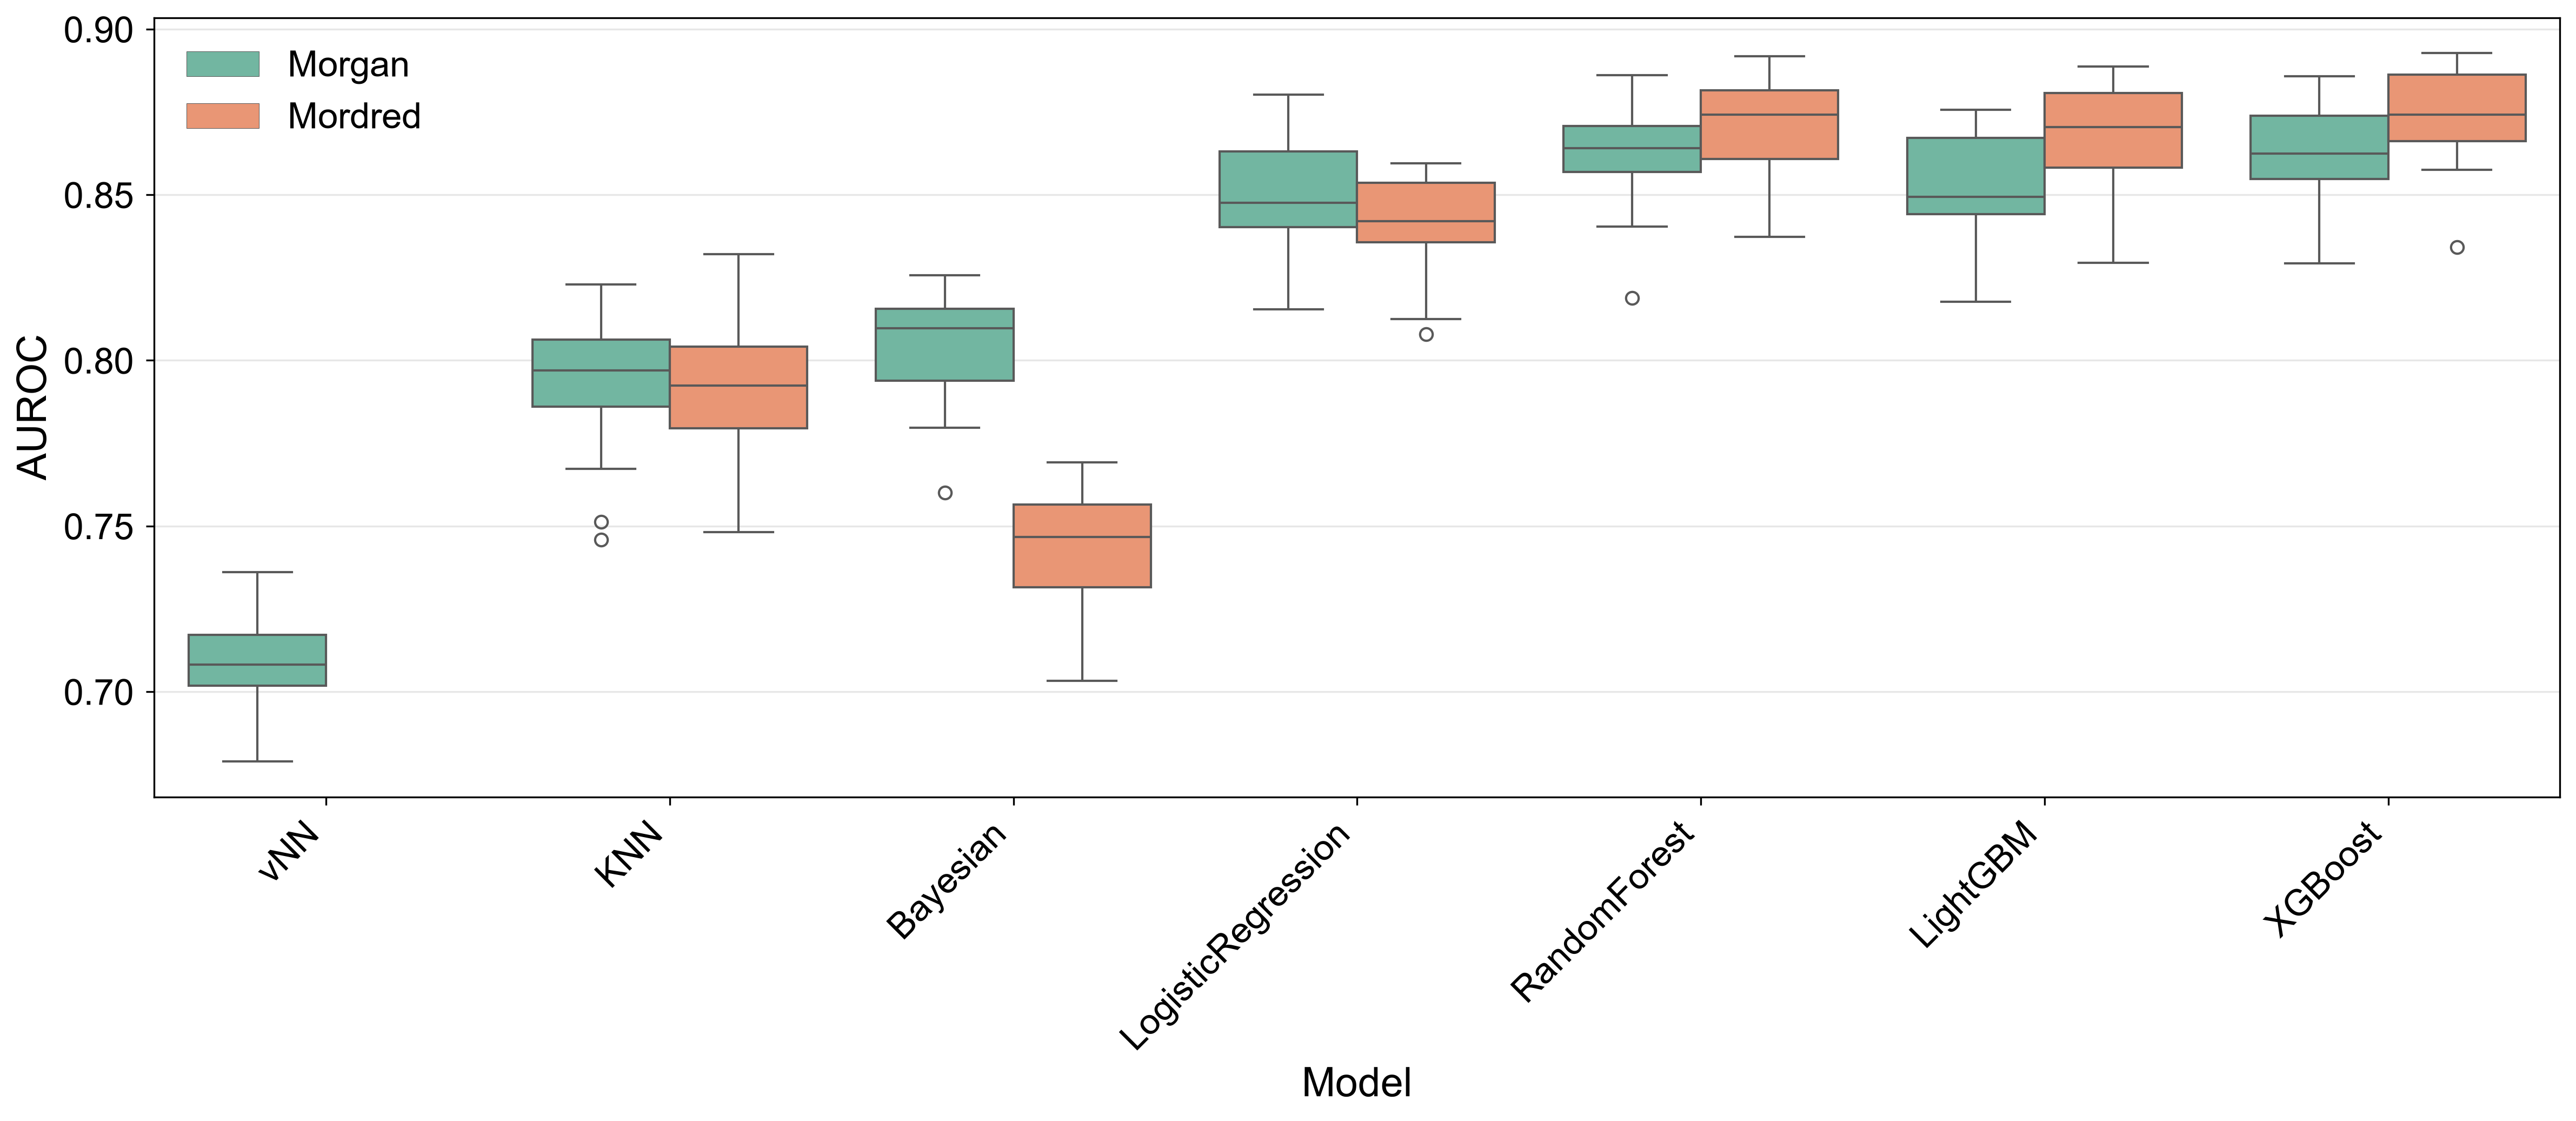 0.90
0.85
0.80
0.75
0.70
AUROC
Morgan
Mordred
vNN
KNN
Bayesian
LogisticRegression
RandomForest
LightGBM
XGBoost
Model